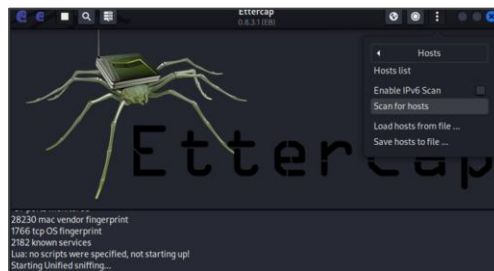 Ettercap
0.8.3.1 (EB)
Hosts
Hosts list
Enable IPv6 Scan
Scan for hosts
Load hosts from file ...
Save hosts to file ...
Ettercap
28230 mac vendor fingerprint
1766 tcp OS fingerprint
2182 known services
Lua: no scripts were specified, not starting up!
Starting Unified sniffing...